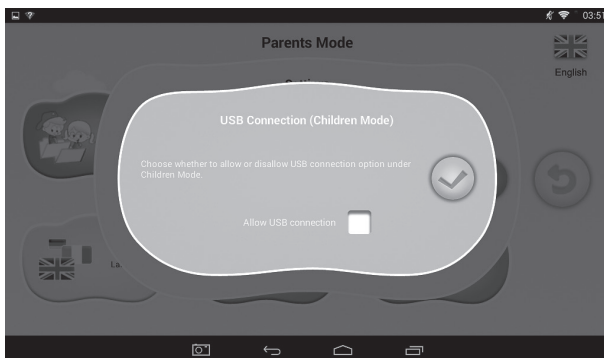 03:51
Parents Mode
English
USB Connection (Children Mode)
Choose whether to allow or disallow USB connection option under
Children Mode.
Allow USB connection